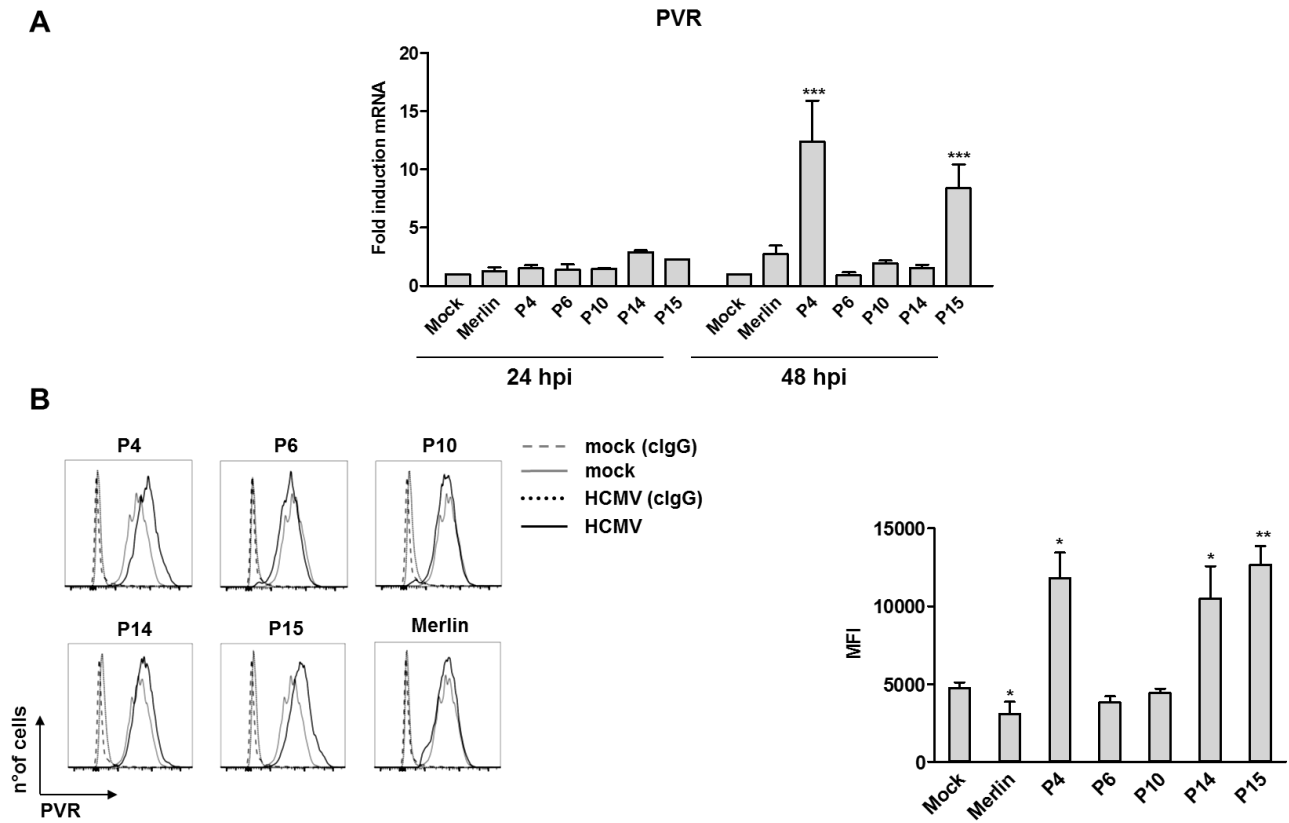 A
PVR
Fold induction mRNA
20
15
10
5
0
***
***
Mock
Merlin
P4
P6
P10
P14
P15
Mock
Merlin
P4
P6
P10
P14
P15
24 hpi
48 hpi
B
P4
P6
P10
mock (cIgG)
mock
HCMV (cIgG)
HCMV
P14
P15
Merlin
n°of cells
PVR
MFI
15000
10000
5000
0
*
*
*
**
Mock
Merlin
P4
P6
P10
P14
P15